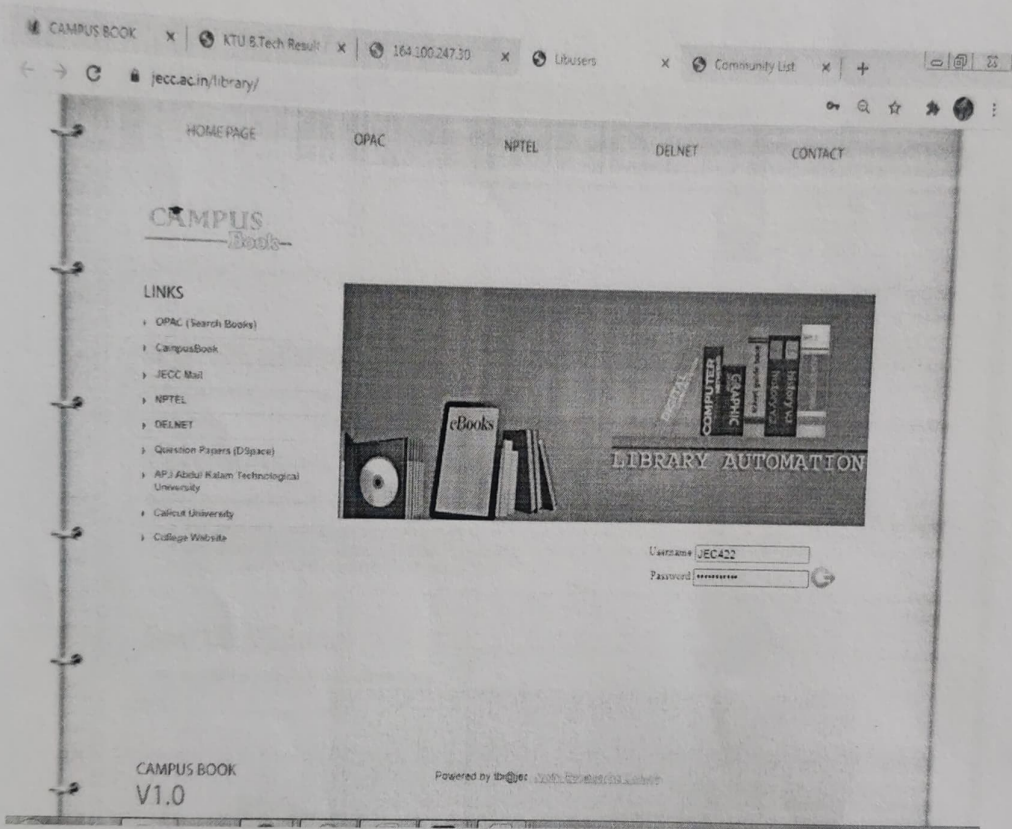 CAMPUS BOOK
KTU B.Tech Result
164.100.247.30
Libusers
Community List
jecc.ac.in/library/
HOME PAGE
OPAC
NPTEL
DELNET
CONTACT
CAMPUS
Book
LINKS
OPAC (Search Books)
CampusBook
JECC Mail
NPTEL
DELNET
Question Papers (DSpace)
APJ Abdul Kalam Technological
University
Calicut University
College Website
eBooks
DIGITAL
COMPUTER
GRAPHIC
LIBRARY AUTOMATION
Username JEC422
Password ••••••••••
CAMPUS BOOK
V1.0
Powered by